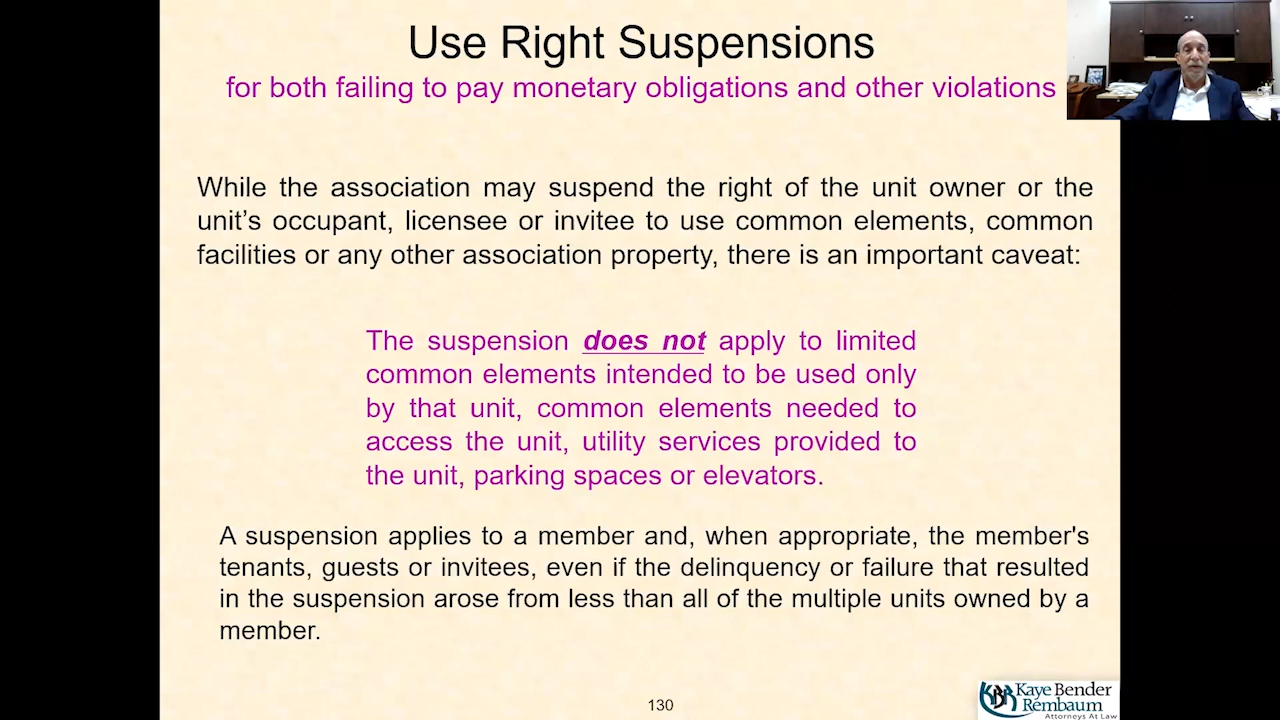 Use Right Suspensions
for both failing to pay monetary obligations and other violations
While the association may suspend the right of the unit owner or the
unit’s occupant, licensee or invitee to use common elements, common
facilities or any other association property, there is an important caveat:
The suspension does not apply to limited
common elements intended to be used only
by that unit, common elements needed to
access the unit, utility services provided to
the unit, parking spaces or elevators.
A suspension applies to a member and, when appropriate, the member's
tenants, guests or invitees, even if the delinquency or failure that resulted
in the suspension arose from less than all of the multiple units owned by a
member.
130
KBR
Kaye Bender
Rembaum
Attorneys At Law